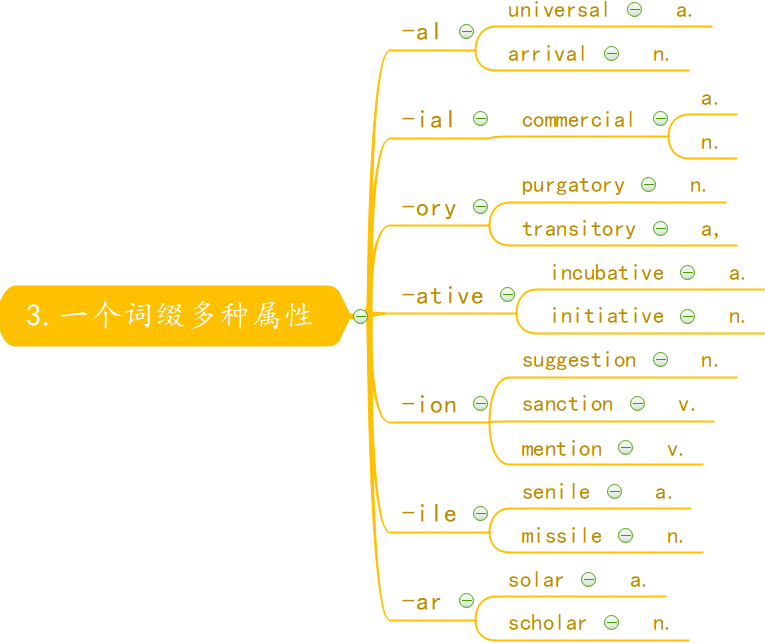 3.一个词缀多种属性
-al
universal a.
arrival n.
-ial
commercial
a.
n.
-ory
purgatory n.
transitory a,
-ative
incubative a.
initiative n.
-ion
suggestion n.
sanction v.
mention v.
-ile
senile a.
missile n.
-ar
solar a.
scholar n.